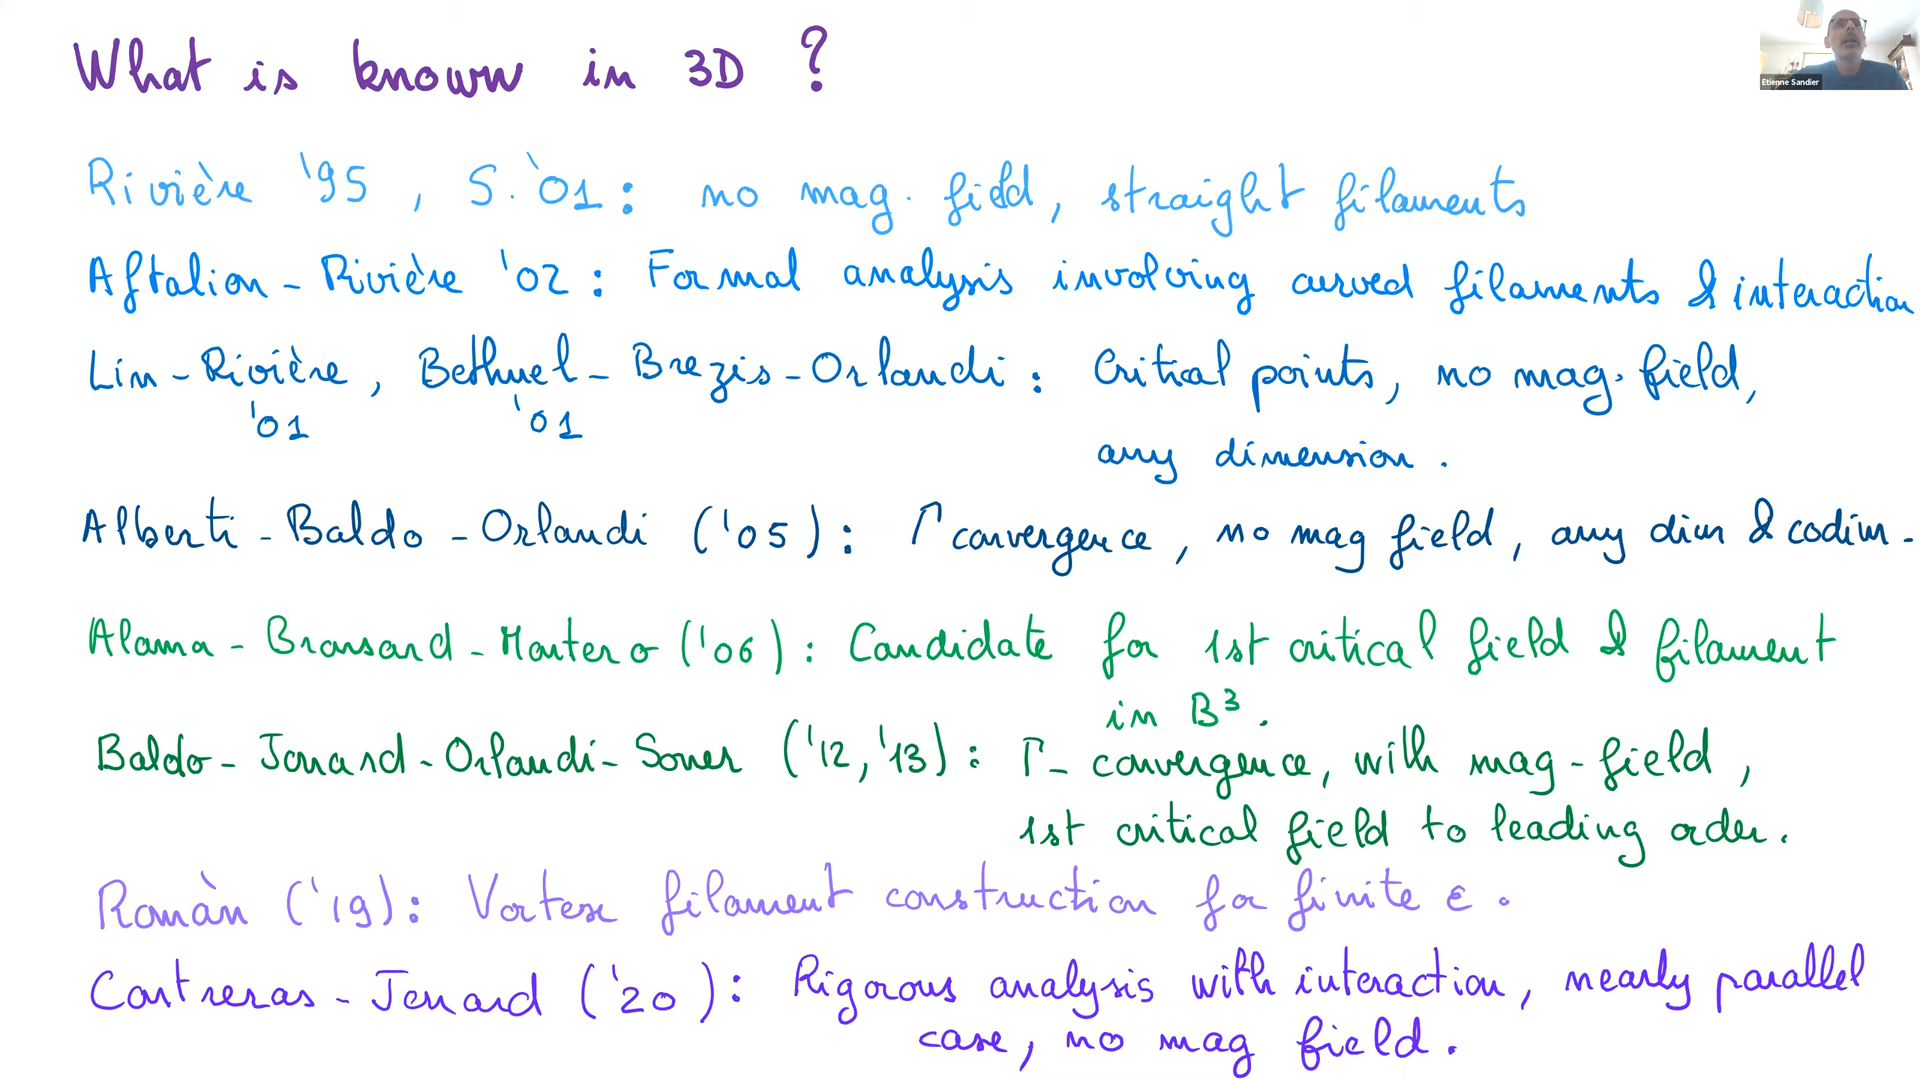 What is known in 3D ?
Etienne Sandier
Rivière '95 , S. '01 : no mag. field, straight filaments
Aftalion - Rivière '02 : Formal analysis involving curved filaments & interaction
Lin - Rivière , Bethuel - Brezis - Orlandi : Critical points, no mag. field,
'01 '01
any dimension .
Alberti - Baldo - Orlandi ('05) : Γ convergence , no mag field, any dim & codim .
Alama - Bronsard - Montero ('06) : Candidate for 1st critical field & filament
in B³ .
Baldo - Jerrard - Orlandi - Soner ('12, '13) : Γ - convergence, with mag - field ,
1st critical field to leading order .
Romàn ('19) : Vortex filament construction for finite ε .
Contreras - Jerrard ('20) : Rigorous analysis with interaction, nearly parallel
case, no mag field .